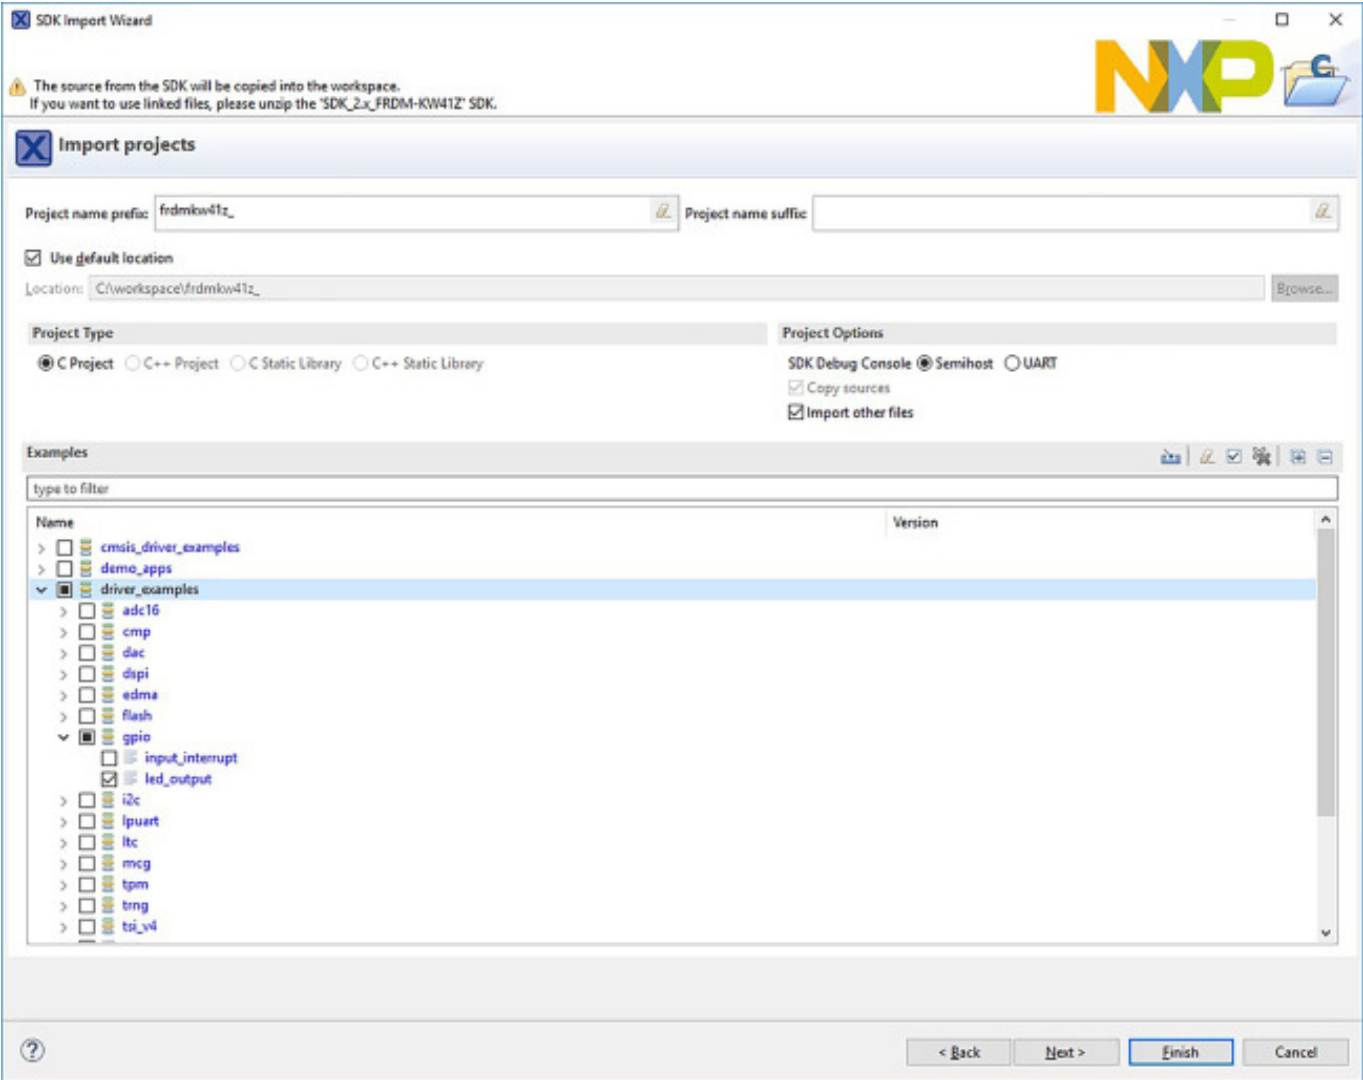 SDK Import Wizard
The source from the SDK will be copied into the workspace.
If you want to use linked files, please unzip the 'SDK_2.x_FRDM-KW41Z' SDK.
NXP
C
X Import projects
Project name prefix: frdmkw41z_ Project name suffix:
Use default location
Location: C:\workspace\frdmkw41z_ Browse...
Project Type Project Options
C Project C++ Project C Static Library C++ Static Library SDK Debug Console Semihost UART
Copy sources
Import other files
Examples
type to filter
Name Version
cmsis_driver_examples
demo_apps
driver_examples
adc16
cmp
dac
dspi
edma
flash
gpio
input_interrupt
led_output
i2c
lpuart
ltc
mcg
tpm
trng
tsi_v4
? < Back Next > Finish Cancel